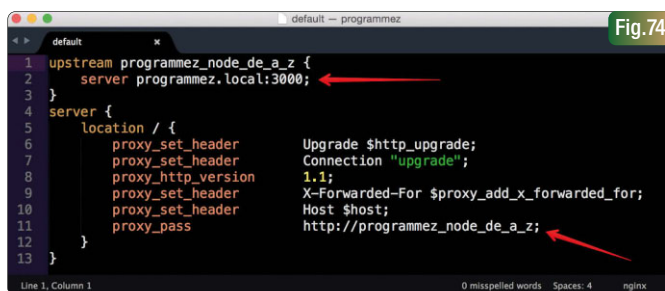 default — programmez
Fig.74
default x
1 upstream programmez_node_de_a_z {
2 server programmez.local:3000;
3 }
4 server {
5 location / {
6 proxy_set_header Upgrade $http_upgrade;
7 proxy_set_header Connection "upgrade";
8 proxy_http_version 1.1;
9 proxy_set_header X-Forwarded-For $proxy_add_x_forwarded_for;
10 proxy_set_header Host $host;
11 proxy_pass http://programmez_node_de_a_z;
12 }
13 }
Line 1, Column 1 0 misspelled words Spaces: 4 nginx